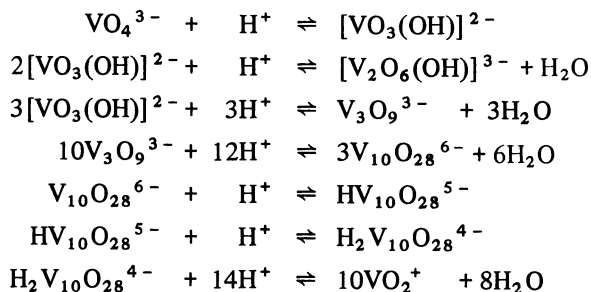 VO₄³⁻ + H⁺ ⇌ [VO₃(OH)]²⁻
2[VO₃(OH)]²⁻ + H⁺ ⇌ [V₂O₆(OH)]³⁻ + H₂O
3[VO₃(OH)]²⁻ + 3H⁺ ⇌ V₃O₉³⁻ + 3H₂O
10V₃O₉³⁻ + 12H⁺ ⇌ 3V₁₀O₂₈⁶⁻ + 6H₂O
V₁₀O₂₈⁶⁻ + H⁺ ⇌ HV₁₀O₂₈⁵⁻
HV₁₀O₂₈⁵⁻ + H⁺ ⇌ H₂V₁₀O₂₈⁴⁻
H₂V₁₀O₂₈⁴⁻ + 14H⁺ ⇌ 10VO₂⁺ + 8H₂O